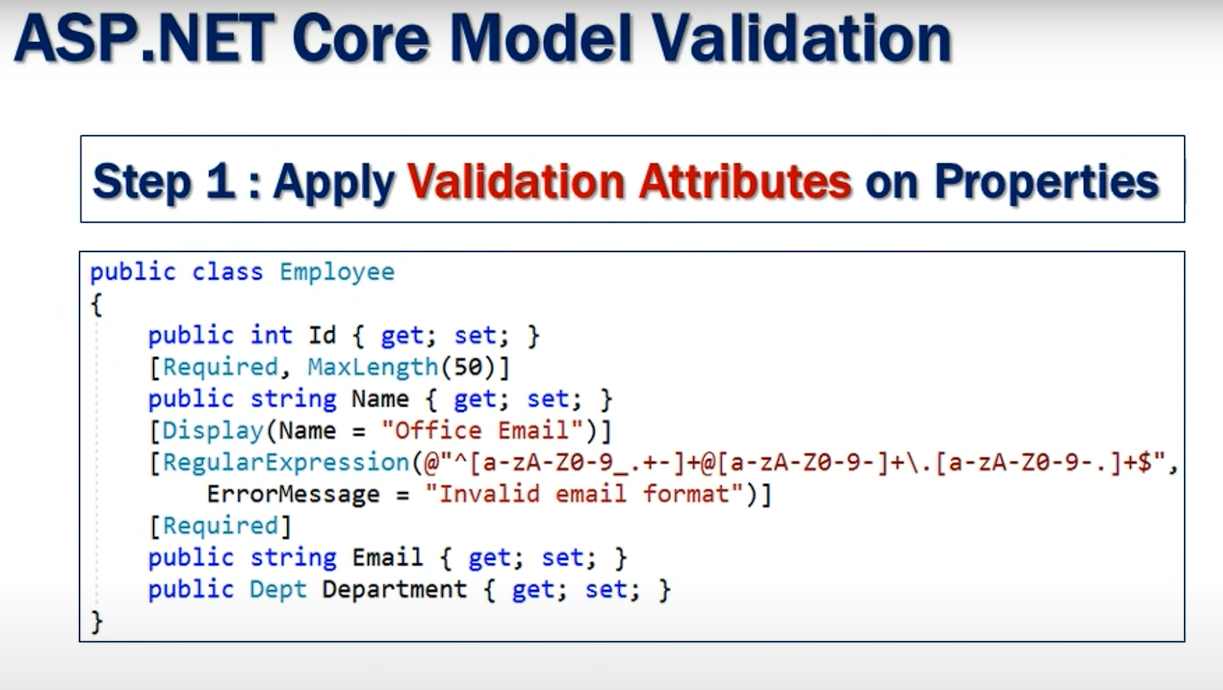 ASP.NET Core Model Validation
Step 1 : Apply Validation Attributes on Properties
public class Employee
{
    public int Id { get; set; }
    [Required, MaxLength(50)]
    public string Name { get; set; }
    [Display(Name = "Office Email")]
    [RegularExpression(@"^[a-zA-Z0-9_.+-]+@[a-zA-Z0-9-]+\.[a-zA-Z0-9-.]+$",
        ErrorMessage = "Invalid email format")]
    [Required]
    public string Email { get; set; }
    public Dept Department { get; set; }
}